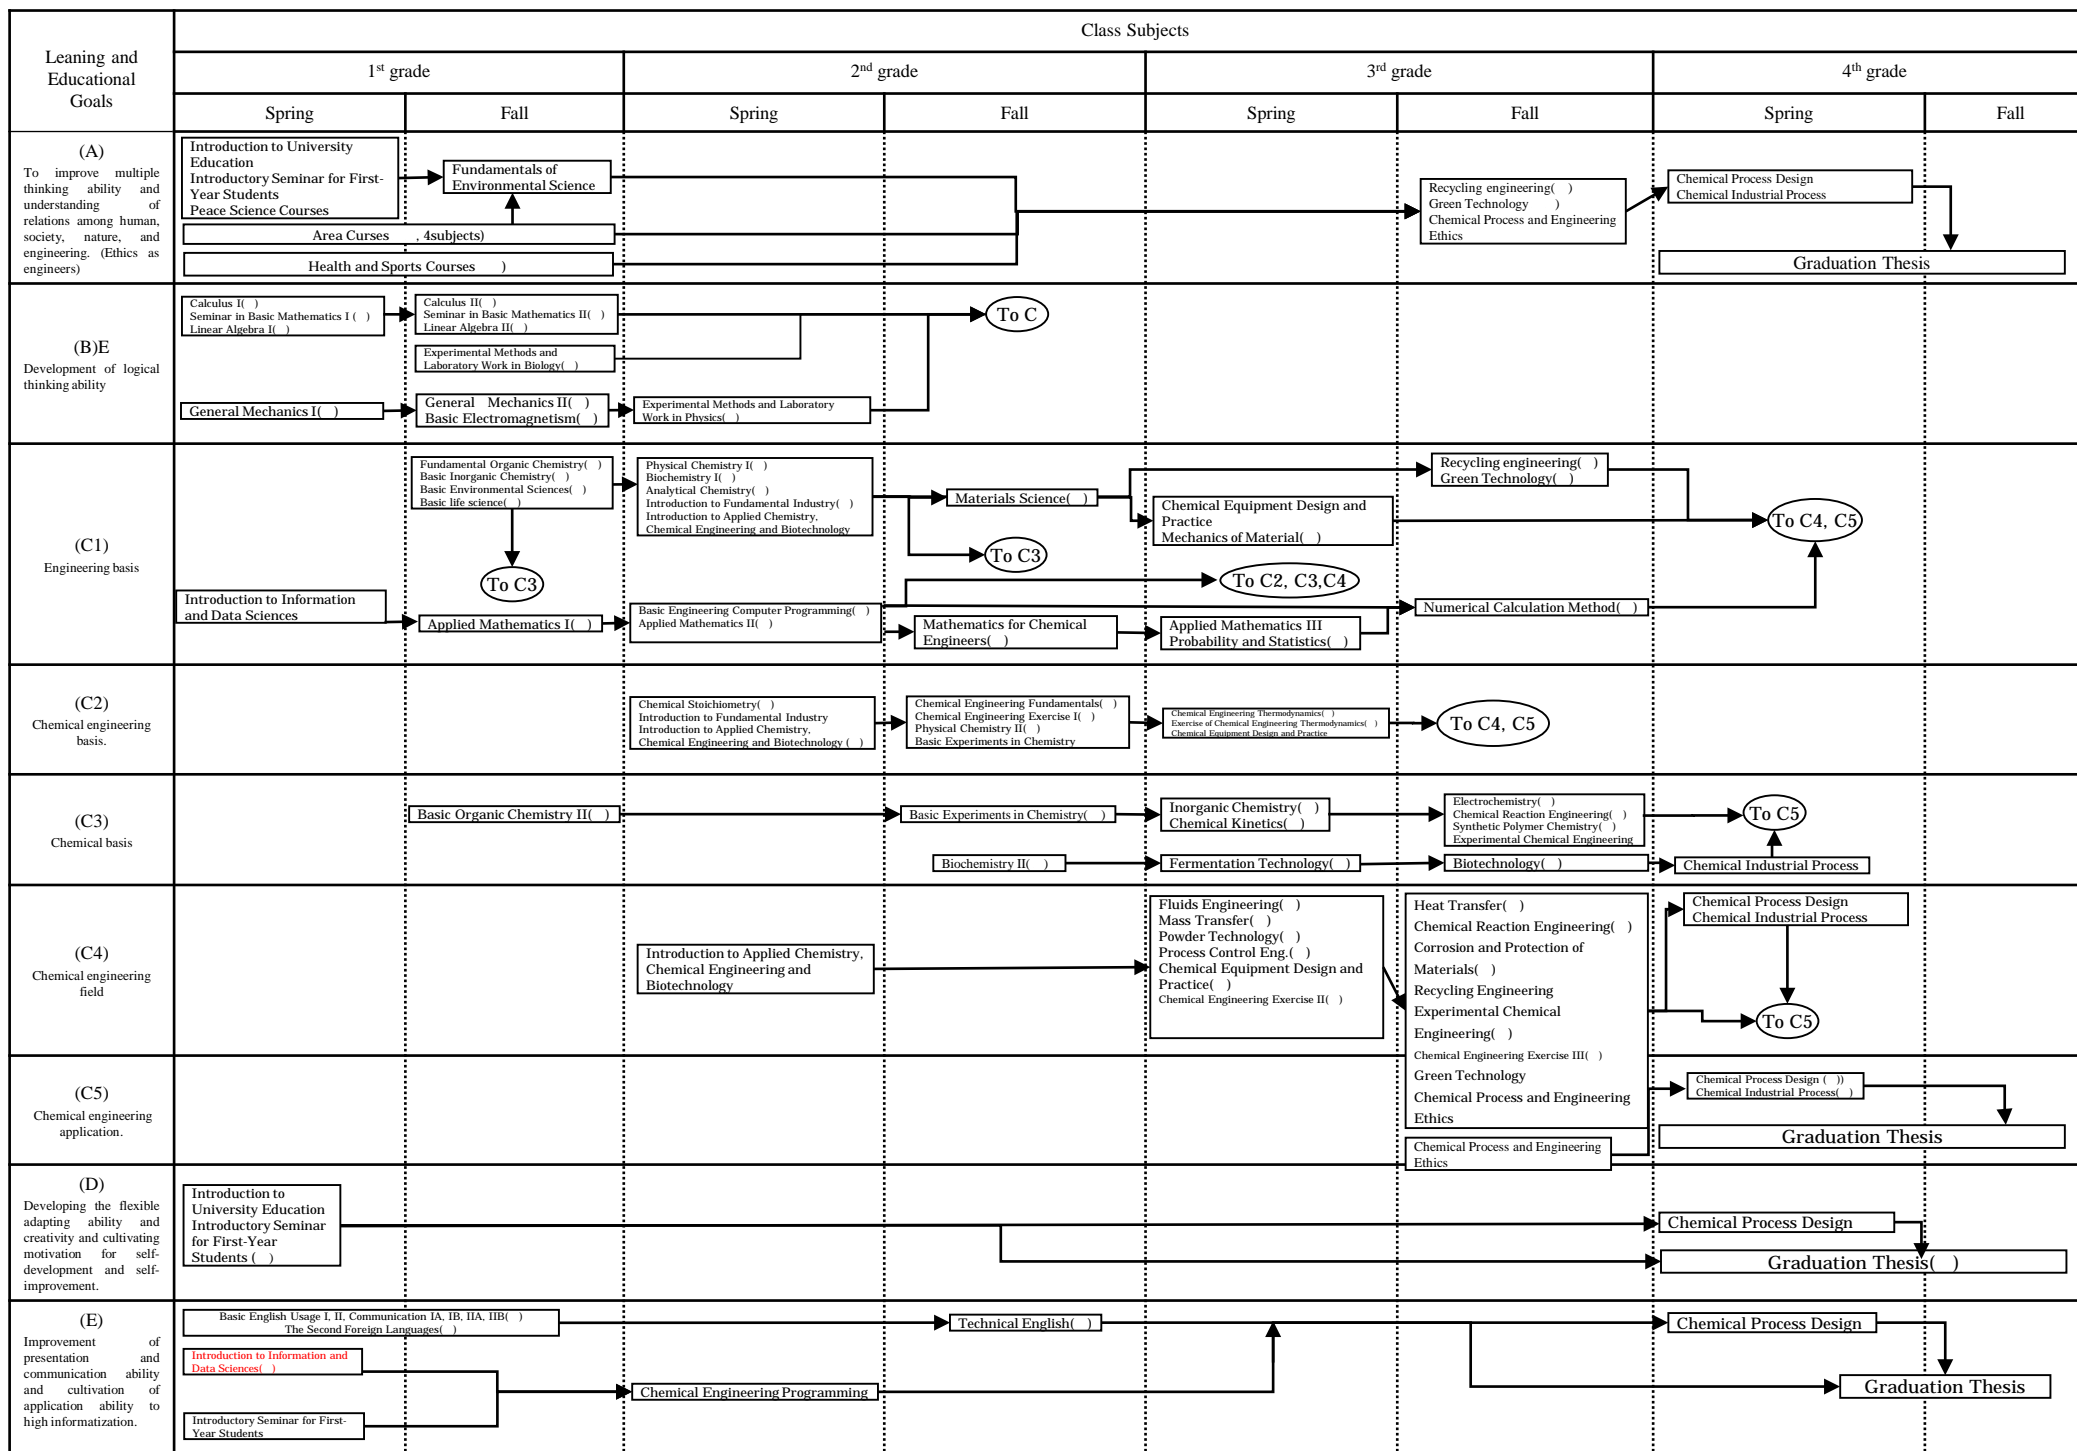 Leaning and
Educational
Goals
Class Subjects
1st grade
2nd grade
3rd grade
4th grade
Spring
Fall
Spring
Fall
Spring
Fall
Spring
Fall
(A)
To improve multiple
thinking ability and
understanding of
relations among human,
society, nature, and
engineering. (Ethics as
engineers)
Introduction to University
Education
Introductory Seminar for First-
Year Students
Peace Science Courses
Fundamentals of
Environmental Science
Area Curses , 4subjects)
Health and Sports Courses )
Recycling engineering( )
Green Technology )
Chemical Process and Engineering
Ethics
Chemical Process Design
Chemical Industrial Process
Graduation Thesis
(B)E
Development of logical
thinking ability
Calculus I( )
Seminar in Basic Mathematics I ( )
Linear Algebra I( )
Calculus II( )
Seminar in Basic Mathematics II( )
Linear Algebra II( )
To C
Experimental Methods and
Laboratory Work in Biology( )
General Mechanics I( )
General Mechanics II( )
Basic Electromagnetism( )
Experimental Methods and Laboratory
Work in Physics( )
(C1)
Engineering basis
Fundamental Organic Chemistry( )
Basic Inorganic Chemistry( )
Basic Environmental Sciences( )
Basic life science( )
Physical Chemistry I( )
Biochemistry I( )
Analytical Chemistry( )
Introduction to Fundamental Industry( )
Introduction to Applied Chemistry,
Chemical Engineering and Biotechnology
Materials Science( )
Chemical Equipment Design and
Practice
Mechanics of Material( )
Recycling engineering( )
Green Technology( )
To C4, C5
To C3
To C3
To C2, C3,C4
Introduction to Information
and Data Sciences
Applied Mathematics I( )
Basic Engineering Computer Programming( )
Applied Mathematics II( )
Mathematics for Chemical
Engineers( )
Applied Mathematics III
Probability and Statistics( )
Numerical Calculation Method( )
(C2)
Chemical engineering
basis.
Chemical Stoichiometry( )
Introduction to Fundamental Industry
Introduction to Applied Chemistry,
Chemical Engineering and Biotechnology ( )
Chemical Engineering Fundamentals( )
Chemical Engineering Exercise I( )
Physical Chemistry II( )
Basic Experiments in Chemistry
Chemical Engineering Thermodynamics( )
Exercise of Chemical Engineering Thermodynamics( )
Chemical Equipment Design and Practice
To C4, C5
(C3)
Chemical basis
Basic Organic Chemistry II( )
Basic Experiments in Chemistry( )
Inorganic Chemistry( )
Chemical Kinetics( )
Electrochemistry( )
Chemical Reaction Engineering( )
Synthetic Polymer Chemistry( )
Experimental Chemical Engineering
To C5
Biochemistry II( )
Fermentation Technology( )
Biotechnology( )
Chemical Industrial Process
(C4)
Chemical engineering
field
Introduction to Applied Chemistry,
Chemical Engineering and
Biotechnology
Fluids Engineering( )
Mass Transfer( )
Powder Technology( )
Process Control Eng.( )
Chemical Equipment Design and
Practice( )
Chemical Engineering Exercise II( )
Heat Transfer( )
Chemical Reaction Engineering( )
Corrosion and Protection of
Materials( )
Recycling Engineering
Experimental Chemical
Engineering( )
Chemical Engineering Exercise III( )
Green Technology
Chemical Process and Engineering
Ethics
Chemical Process Design
Chemical Industrial Process
To C5
(C5)
Chemical engineering
application.
Chemical Process and Engineering
Ethics
Chemical Process Design ( ))
Chemical Industrial Process( )
Graduation Thesis
(D)
Developing the flexible
adapting ability and
creativity and cultivating
motivation for self-
development and self-
improvement.
Introduction to
University Education
Introductory Seminar
for First-Year
Students ( )
Chemical Process Design
Graduation Thesis( )
(E)
Improvement of
presentation and
communication ability
and cultivation of
application ability to
high informatization.
Basic English Usage I, II, Communication IA, IB, IIA, IIB( )
The Second Foreign Languages( )
Technical English( )
Chemical Process Design
Introduction to Information and
Data Sciences( )
Chemical Engineering Programming
Graduation Thesis
Introductory Seminar for First-
Year Students